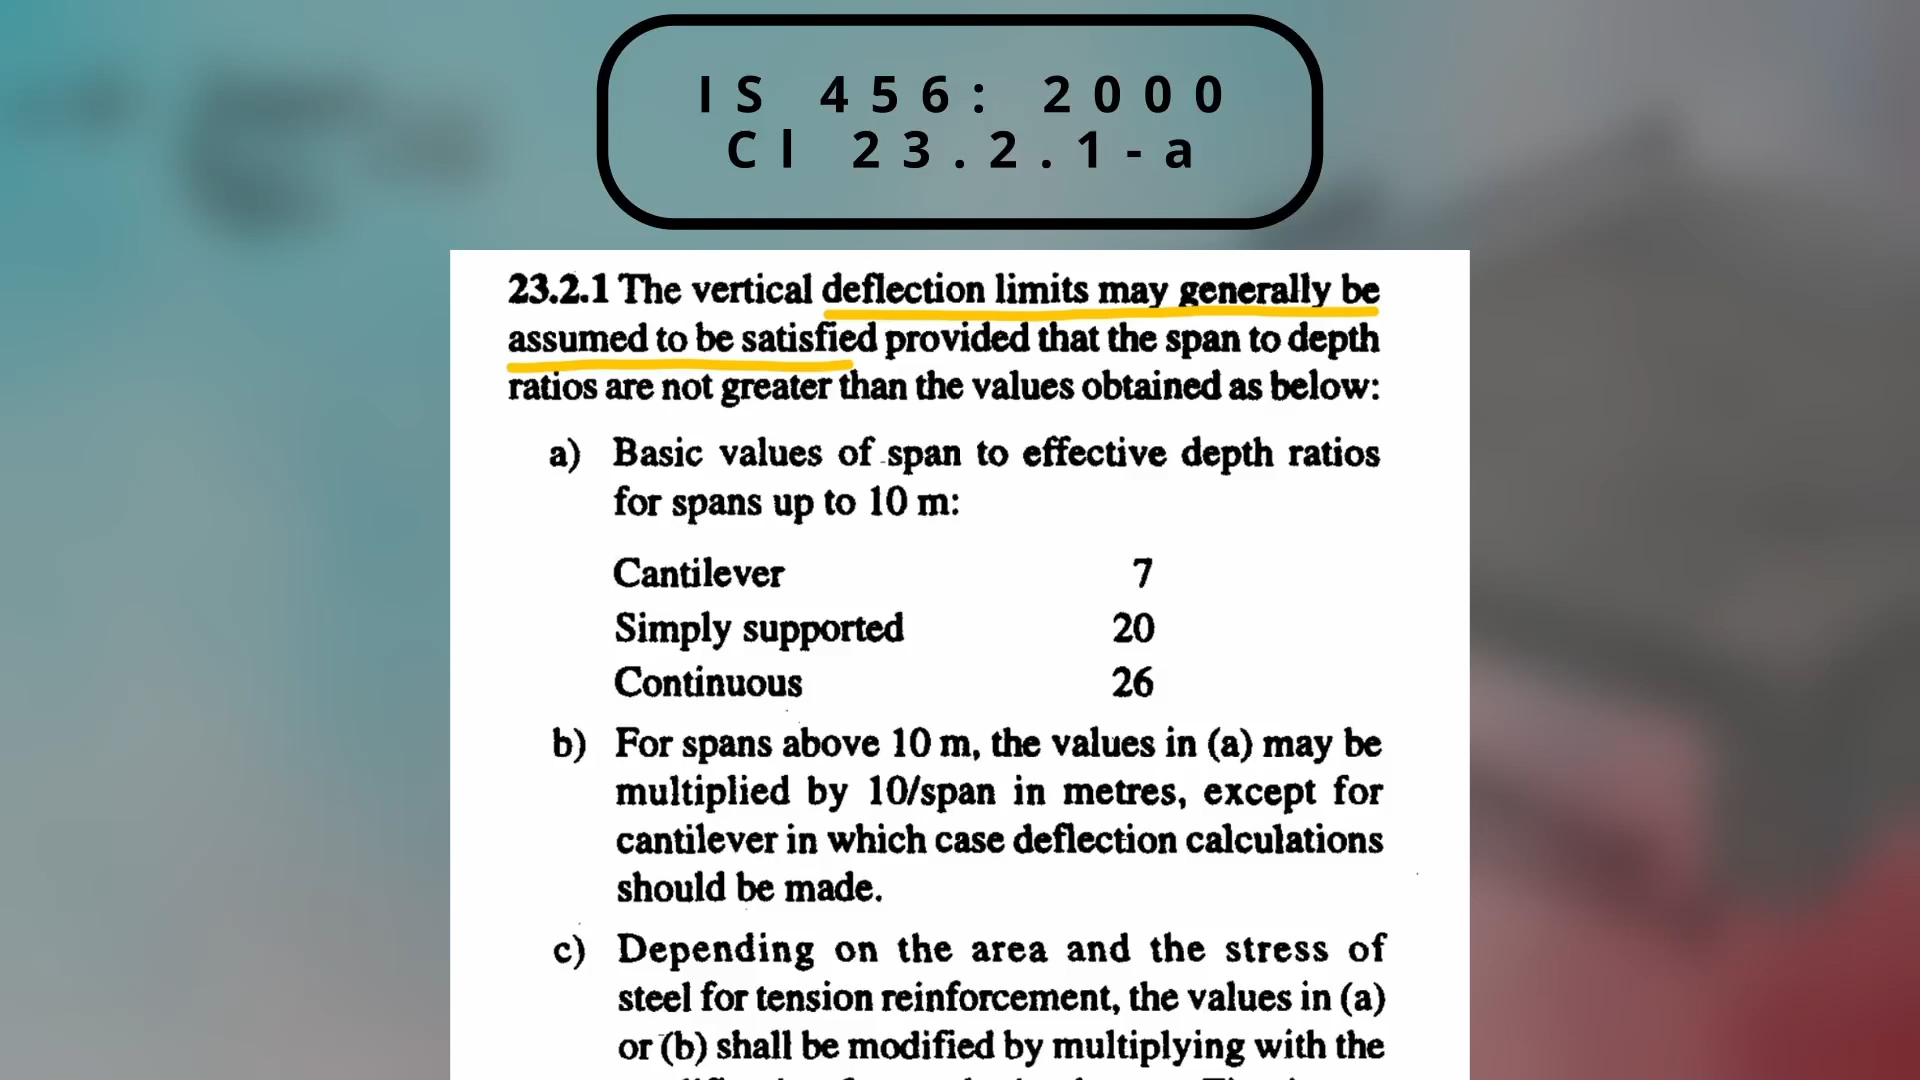 IS 456: 2000
Cl 23.2.1-a
23.2.1 The vertical deflection limits may generally be
assumed to be satisfied provided that the span to depth
ratios are not greater than the values obtained as below:
a) Basic values of span to effective depth ratios
for spans up to 10 m:
Cantilever 7
Simply supported 20
Continuous 26
b) For spans above 10 m, the values in (a) may be
multiplied by 10/span in metres, except for
cantilever in which case deflection calculations
should be made.
c) Depending on the area and the stress of
steel for tension reinforcement, the values in (a)
or (b) shall be modified by multiplying with the